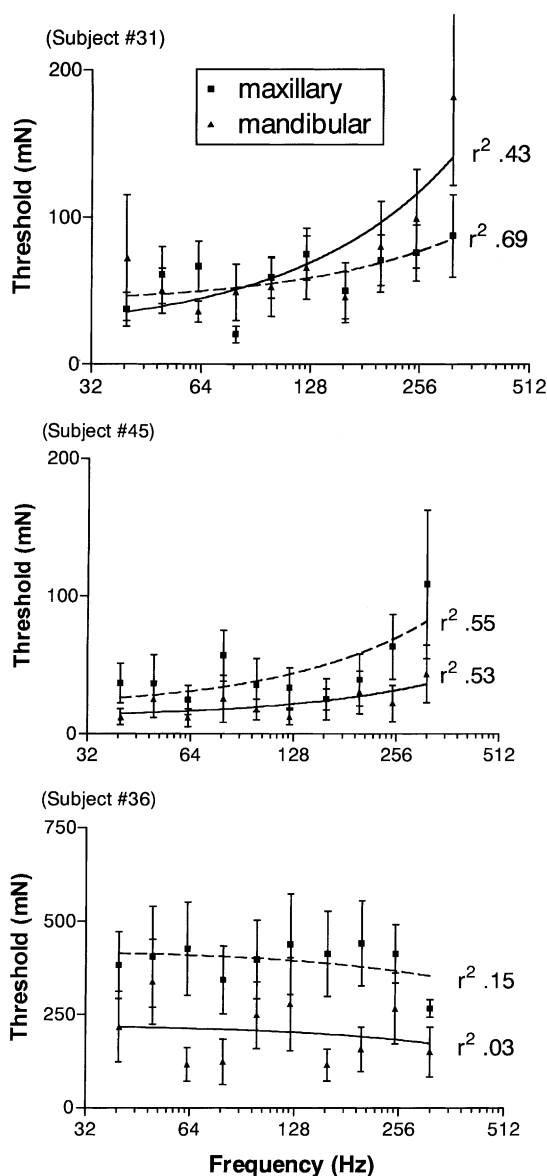 (Subject #31)
200
maxillary
mandibular
r² .43
100
r² .69
Threshold (mN)
0
32 64 128 256 512
(Subject #45)
200
100
r² .55
r² .53
Threshold (mN)
0
32 64 128 256 512
(Subject #36)
750
500
r² .15
250
r² .03
Threshold (mN)
0
32 64 128 256 512
Frequency (Hz)